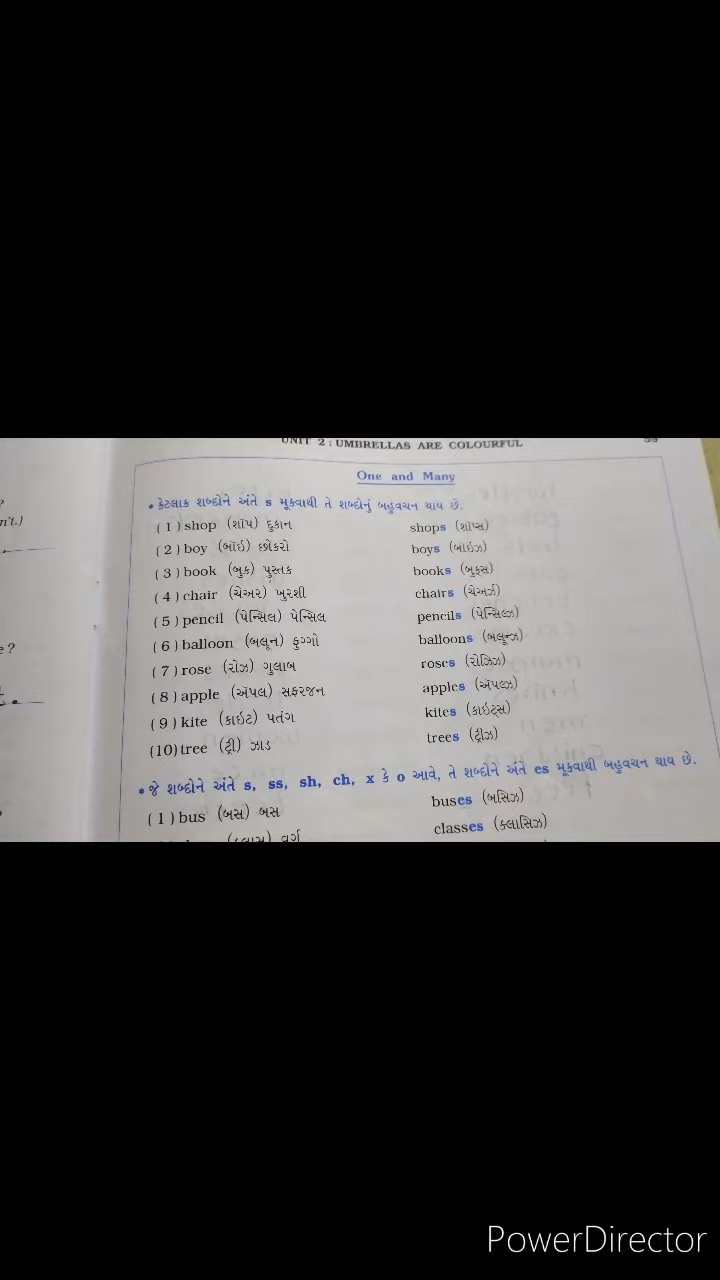 UNIT 2 : UMBRELLAS ARE COLOURFUL 59
One and Many
• કેટલાક શબ્દોને અંતે s મૂકવાથી તે શબ્દોનું બહુવચન થાય છે.
( 1 ) shop (શૉપ) દુકાન shops (શૉપ્સ)
( 2 ) boy (બૉઇ) છોકરો boys (બૉઇઝ)
( 3 ) book (બુક) પુસ્તક books (બુક્સ)
( 4 ) chair (ચેઅર) ખુરશી chairs (ચેઅર્ઝ)
( 5 ) pencil (પેન્સિલ) પેન્સિલ pencils (પેન્સિલ્ઝ)
( 6 ) balloon (બલૂન) ફુગ્ગો balloons (બલૂન્ઝ)
( 7 ) rose (રોઝ) ગુલાબ roses (રોઝિઝ)
( 8 ) apple (ઍપલ) સફરજન apples (ઍપલ્ઝ)
( 9 ) kite (કાઇટ) પતંગ kites (કાઇટ્સ)
(10) tree (ટ્રી) ઝાડ trees (ટ્રીઝ)
• જે શબ્દોને અંતે s, ss, sh, ch, x કે o આવે, તે શબ્દોને અંતે es મૂકવાથી બહુવચન થાય છે.
( 1 ) bus (બસ) બસ buses (બસિઝ)
વર્ગ classes (ક્લાસિઝ)
n't.)
e ?
PowerDirector